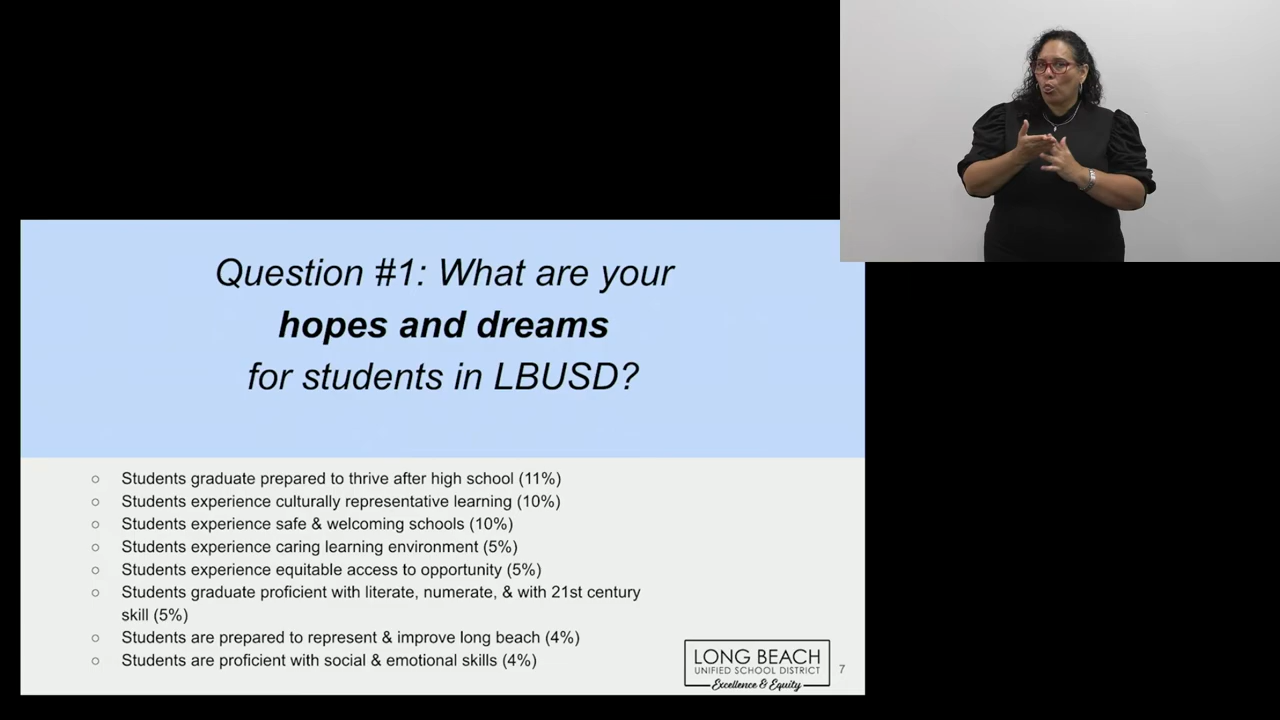 Question #1: What are your
hopes and dreams
for students in LBUSD?
○ Students graduate prepared to thrive after high school (11%)
○ Students experience culturally representative learning (10%)
○ Students experience safe & welcoming schools (10%)
○ Students experience caring learning environment (5%)
○ Students experience equitable access to opportunity (5%)
○ Students graduate proficient with literate, numerate, & with 21st century
skill (5%)
○ Students are prepared to represent & improve long beach (4%)
○ Students are proficient with social & emotional skills (4%)
LONG BEACH
UNIFIED SCHOOL DISTRICT
Excellence & Equity
7